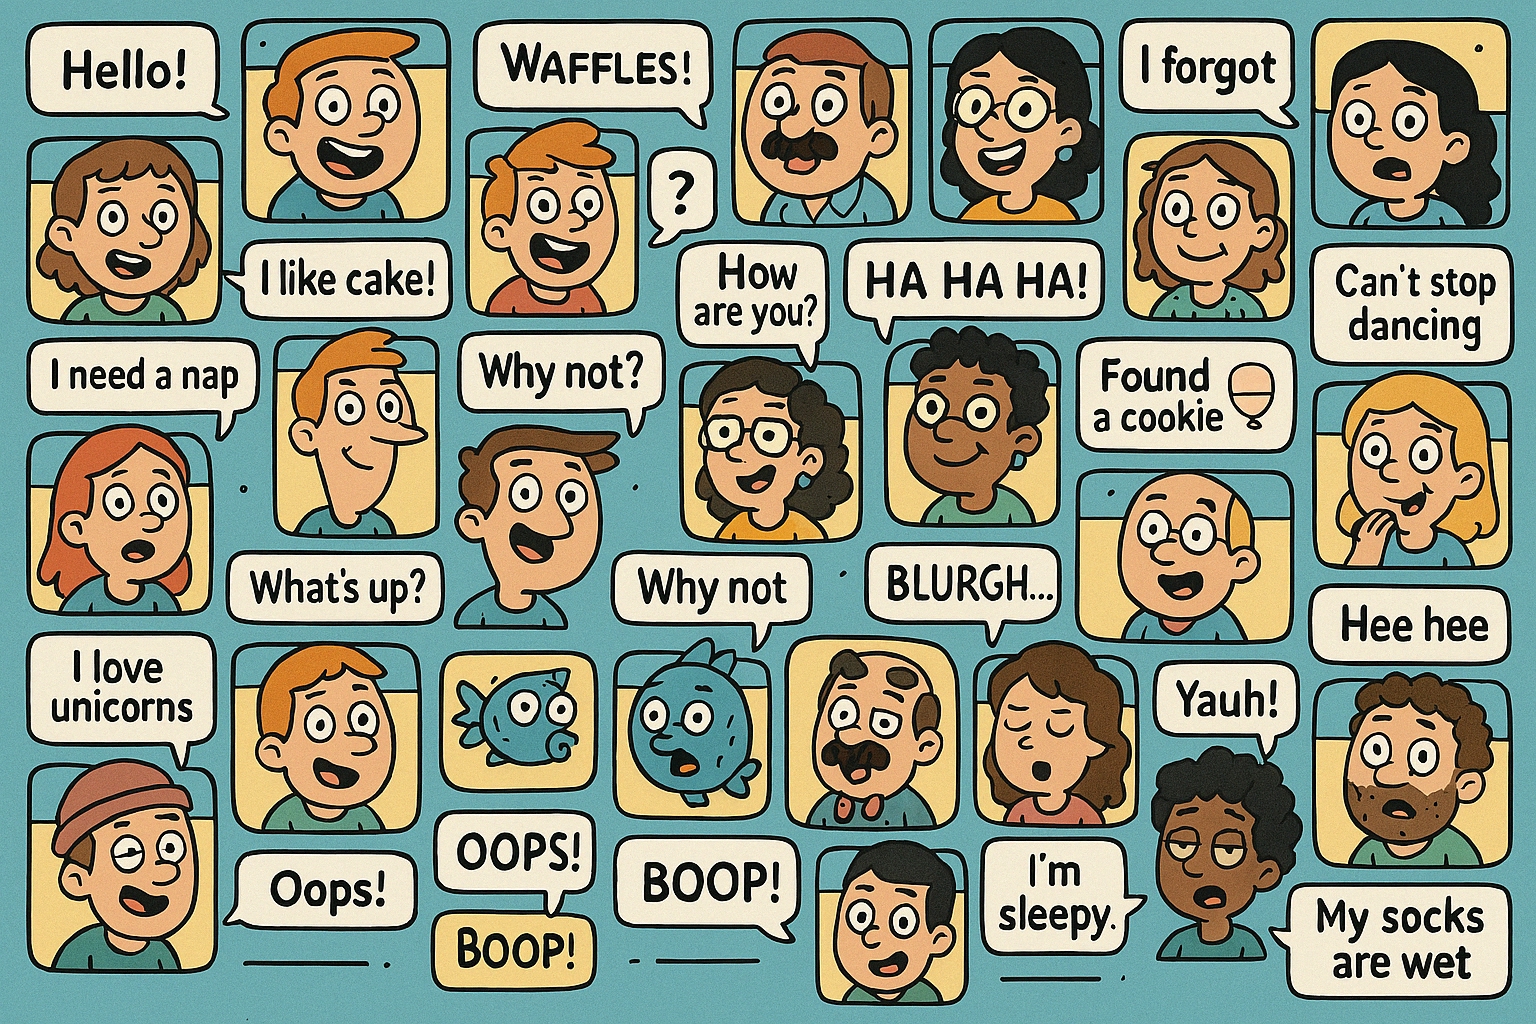 Hello!
WAFFLES!
I forgot
?
I like cake!
How
are you?
HA HA HA!
Can't stop
dancing
I need a nap
Why not?
Found
a cookie
What's up?
Why not
BLURGH...
Hee hee
I love
unicorns
Yauh!
OOPS!
Oops!
BOOP!
I'm
sleepy.
My socks
are wet
BOOP!